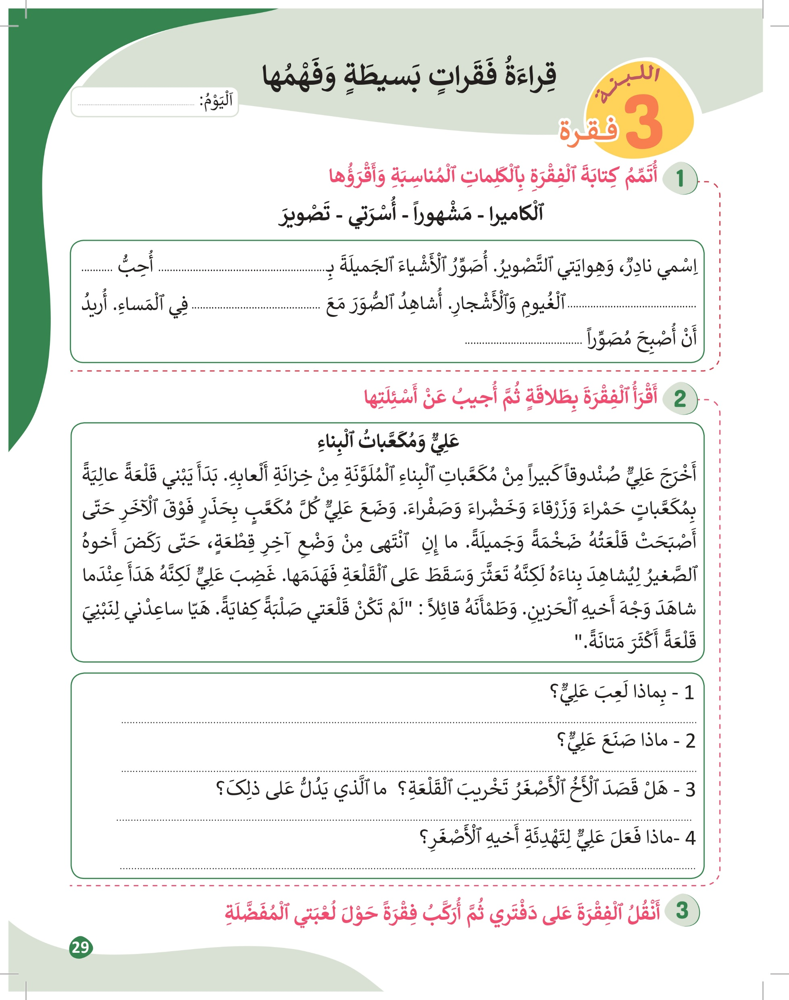 قِراءَةُ فَقَراتٍ بَسيطَةٍ وَفَهْمُها
اللبتة
3 فقرة
اَلْيَوْمُ: ........................
1 أُتَمِّمُ كِتابَةَ ٱلْفِقْرَةِ بِٱلْكَلِماتِ ٱلْمُناسِبَةِ وَأَقْرَؤُها
ٱلْكاميرا - مَشْهوراً - أُسْرَتي - تَصْويرَ
اِسْمي نادِرٌ، وَهِوايَتي ٱلتَّصْويرُ. أُصَوِّرُ ٱلْأَشْياءَ ٱلجَميلَةَ بِـ........................ أُحِبُّ ...........
........................ ٱلْغُيومِ وَٱلْأَشْجارِ. أُشاهِدُ ٱلصُّوَرَ مَعَ ........................ فِي ٱلْمَساءِ. أُريدُ
أَنْ أُصْبِحَ مُصَوِّراً ........................
2 أَقْرَأُ ٱلْفِقْرَةَ بِطَلاقَةٍ ثُمَّ أُجيبُ عَنْ أَسْئِلَتِها
عَلِيٌّ وَمُكَعَّباتُ ٱلْبِناءِ
أَخْرَجَ عَلِيٌّ صُنْدوقاً كَبيراً مِنْ مُكَعَّباتِ ٱلْبِناءِ ٱلْمُلَوَّنَةِ مِنْ خِزانَةِ أَلْعابِهِ. بَدَأَ يَبْني قَلْعَةً عالِيَةً
بِمُكَعَّباتٍ حَمْراءَ وَزَرْقاءَ وَخَضْراءَ وَصَفْراءَ. وَضَعَ عَلِيٌّ كُلَّ مُكَعَّبٍ بِحَذَرٍ فَوْقَ ٱلْآخَرِ حَتّى
أَصْبَحَتْ قَلْعَتُهُ ضَخْمَةً وَجَميلَةً. ما إِنِ ٱنْتَهى مِنْ وَضْعِ آخِرِ قِطْعَةٍ، حَتّى رَكَضَ أَخوهُ
ٱلصَّغيرُ لِيُشاهِدَ بِناءَهُ لَكِنَّهُ تَعَثَّرَ وَسَقَطَ عَلى ٱلْقَلْعَةِ فَهَدَمَها. غَضِبَ عَلِيٌّ لَكِنَّهُ هَدَأَ عِنْدَما
شاهَدَ وَجْهَ أَخيهِ ٱلْحَزينِ. وَطَمْأَنَهُ قائِلاً : "لَمْ تَكُنْ قَلْعَتي صَلْبَةً كِفايَةً. هَيّا ساعِدْني لِنَبْنِيَ
قَلْعَةً أَكْثَرَ مَتانَةً."
1 - بِماذا لَعِبَ عَلِيٌّ؟
2 - ماذا صَنَعَ عَلِيٌّ؟
3 - هَلْ قَصَدَ ٱلْأَخُ ٱلْأَصْغَرُ تَخْريبَ ٱلْقَلْعَةِ؟ ما ٱلَّذي يَدُلُّ عَلى ذلِكَ؟
4 -ماذا فَعَلَ عَلِيٌّ لِتَهْدِئَةِ أَخيهِ ٱلْأَصْغَرِ؟
3 أَنْقُلُ ٱلْفِقْرَةَ عَلى دَفْتَري ثُمَّ أُرَكَّبُ فِقْرَةً حَوْلَ لُعْبَتي ٱلْمُفَضَّلَةِ
29